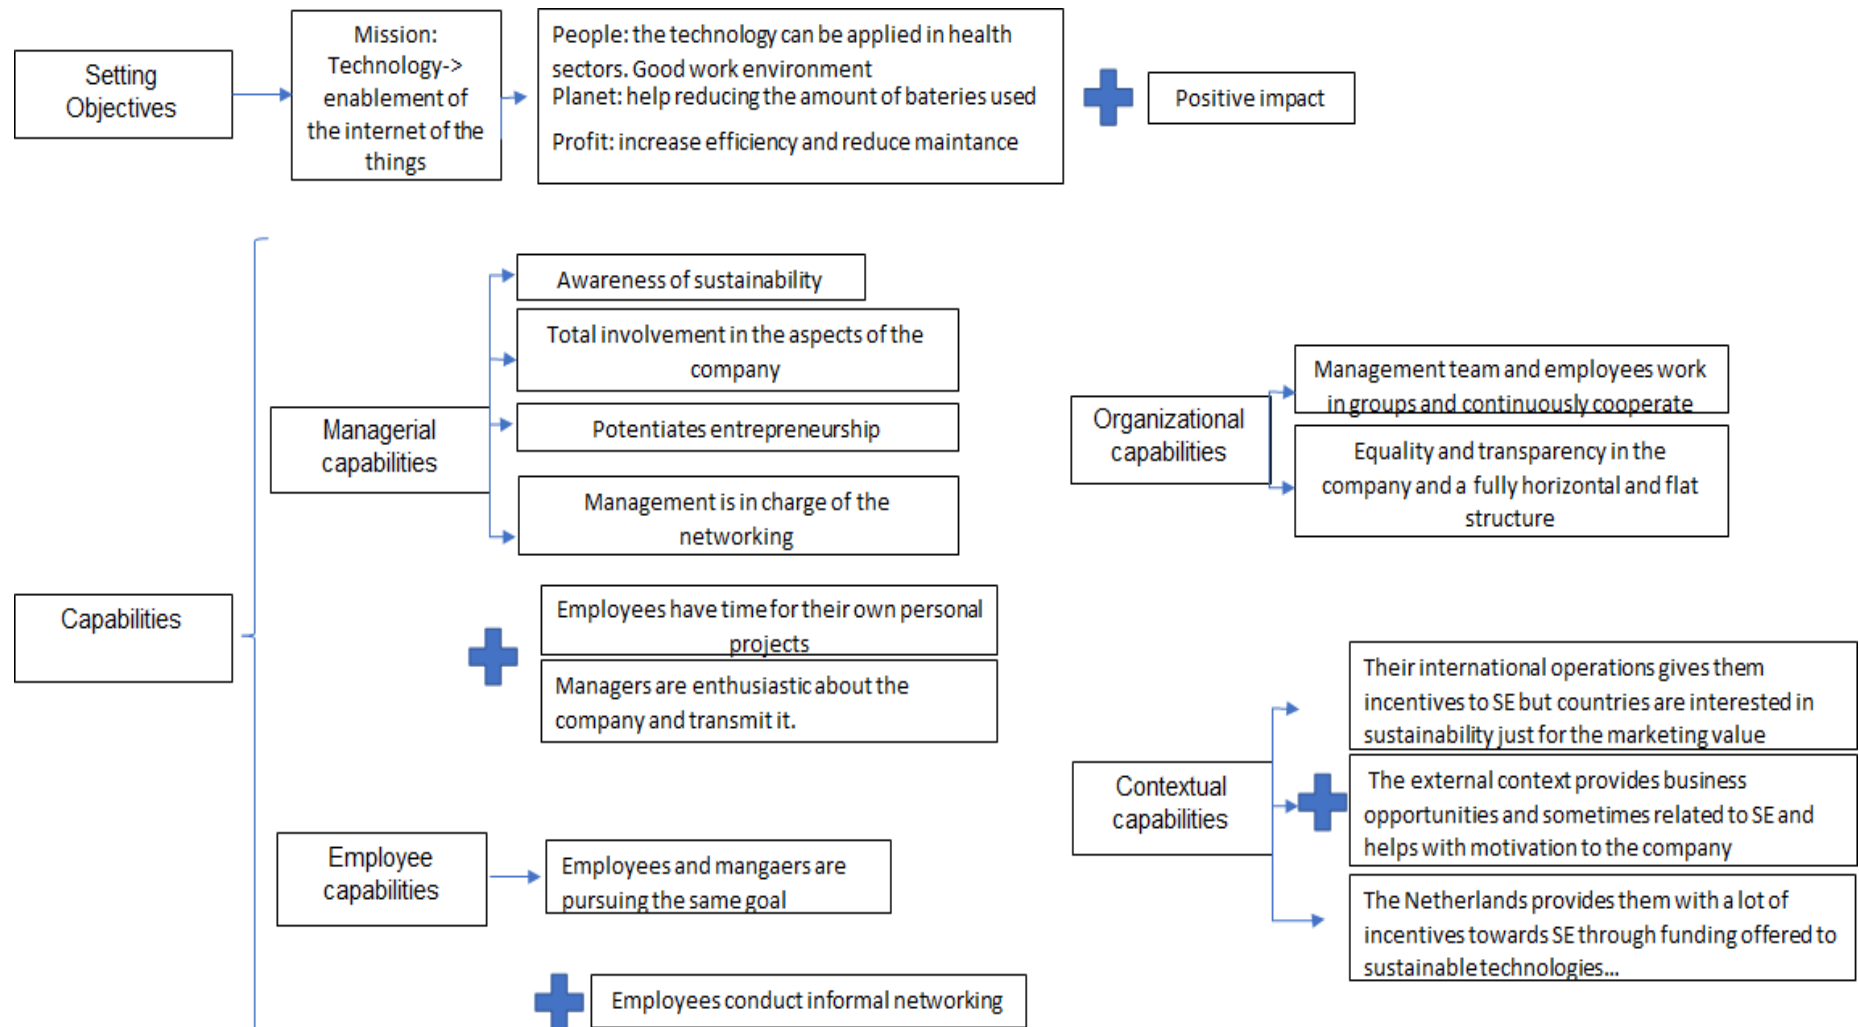 Setting
Objectives
Mission:
Technology->
enablement of
the internet of the
things
People: the technology can be applied in health
sectors. Good work environment
Planet: help reducing the amount of bateries used
Profit: increase efficiency and reduce maintance
Positive impact
Capabilities
Managerial
capabilities
Awareness of sustainability
Total involvement in the aspects of the
company
Potentiates entrepreneurship
Management is in charge of the
networking
Employees have time for their own personal
projects
Managers are enthusiastic about the
company and transmit it.
Employee
capabilities
Employees and mangaers are
pursuing the same goal
Employees conduct informal networking
Organizational
capabilities
Management team and employees work
in groups and continuously cooperate
Equality and transparency in the
company and a fully horizontal and flat
structure
Contextual
capabilities
Their international operations gives them
incentives to SE but countries are interested in
sustainability just for the marketing value
The external context provides business
opportunities and sometimes related to SE and
helps with motivation to the company
The Netherlands provides them with a lot of
incentives towards SE through funding offered to
sustainable technologies...